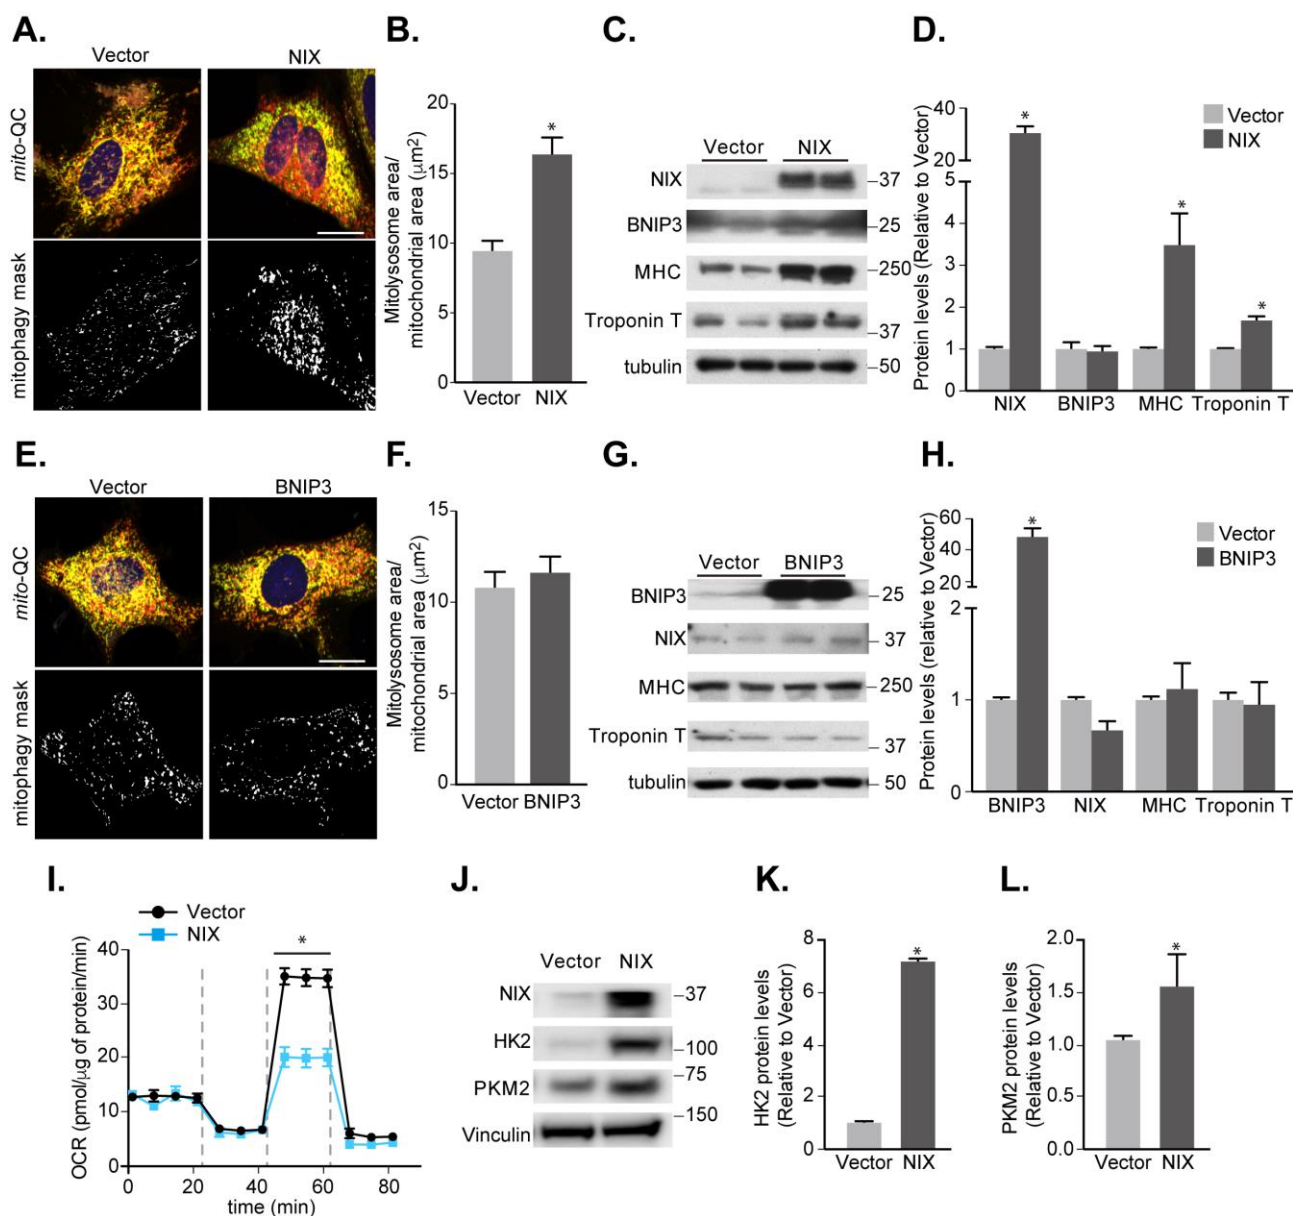 A.
Vector
NIX
mito-QC
mitophagy mask
B.
Mitolysosome area/
mitochondrial area (μm2)
20
15
10
5
0
*
Vector NIX
C.
Vector NIX
NIX
BNIP3
MHC
Troponin T
tubulin
–37
–25
–250
–37
–50
D.
Protein levels (Relative to Vector)
40
20
5
4
3
2
1
0
*
*
*
Vector
NIX
NIX BNIP3 MHC Troponin T
E.
Vector
BNIP3
mito-QC
mitophagy mask
F.
Mitolysosome area/
mitochondrial area (μm2)
15
10
5
0
Vector BNIP3
G.
Vector BNIP3
BNIP3
NIX
MHC
Troponin T
tubulin
– 25
– 37
– 250
– 37
– 50
H.
Protein levels (relative to Vector)
60
40
20
2
1
0
*
Vector
BNIP3
BNIP3 NIX MHC Troponin T
I.
Vector
NIX
OCR (pmol/μg of protein/min)
40
30
20
10
0
*
0 20 40 60 80
time (min)
J.
Vector NIX
NIX
HK2
PKM2
Vinculin
–37
–100
–75
–150
K.
HK2 protein levels
(Relative to Vector)
8
6
4
2
0
*
Vector NIX
L.
PKM2 protein levels
(Relative to Vector)
2.0
1.5
1.0
0.5
0.0
*
Vector NIX